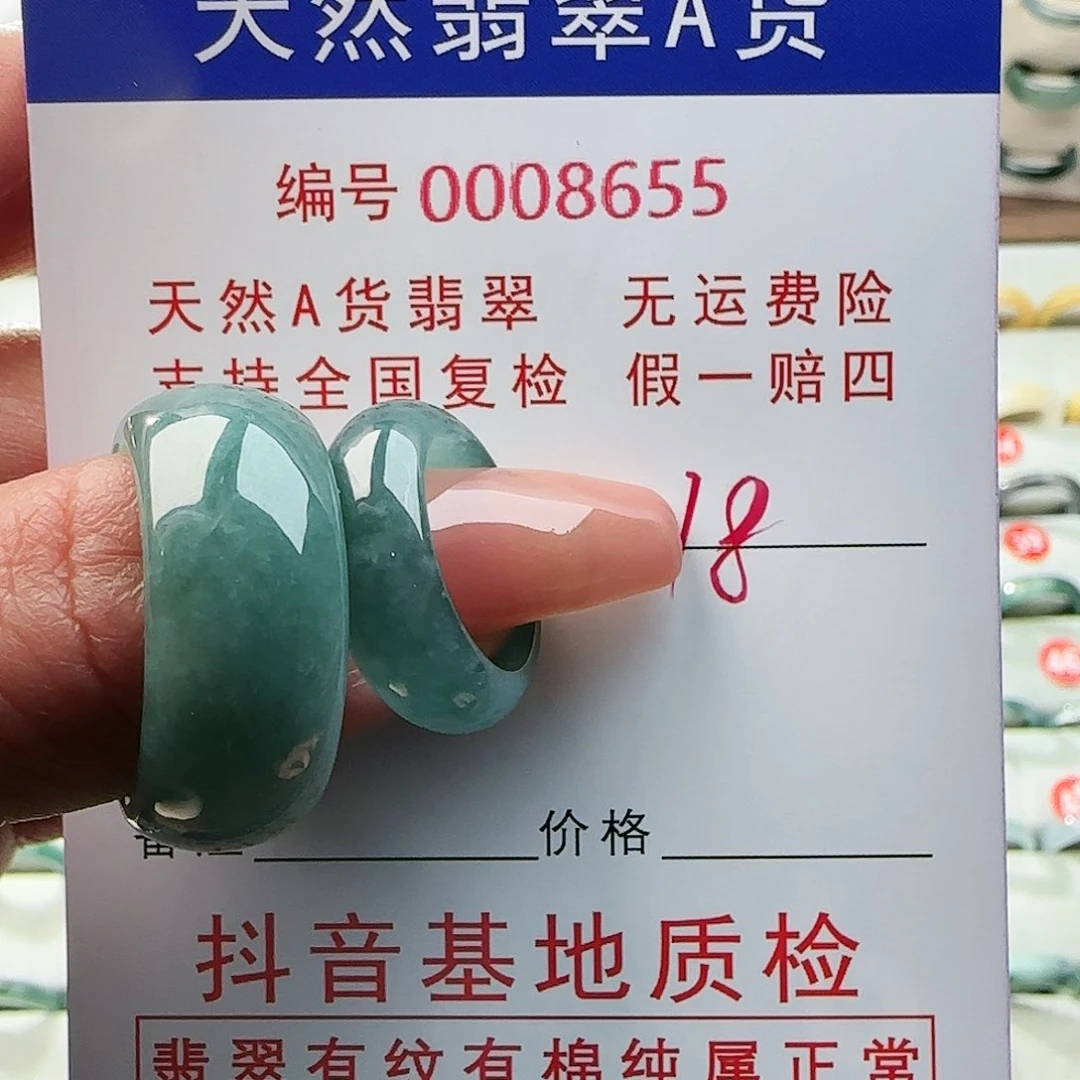 天然翡翠A货
编号 0008655
天然A货翡翠 无运费险
支持全国复检 假一赔四
18
价格
抖音基地质检
翡翠有纹有棉纯属正常